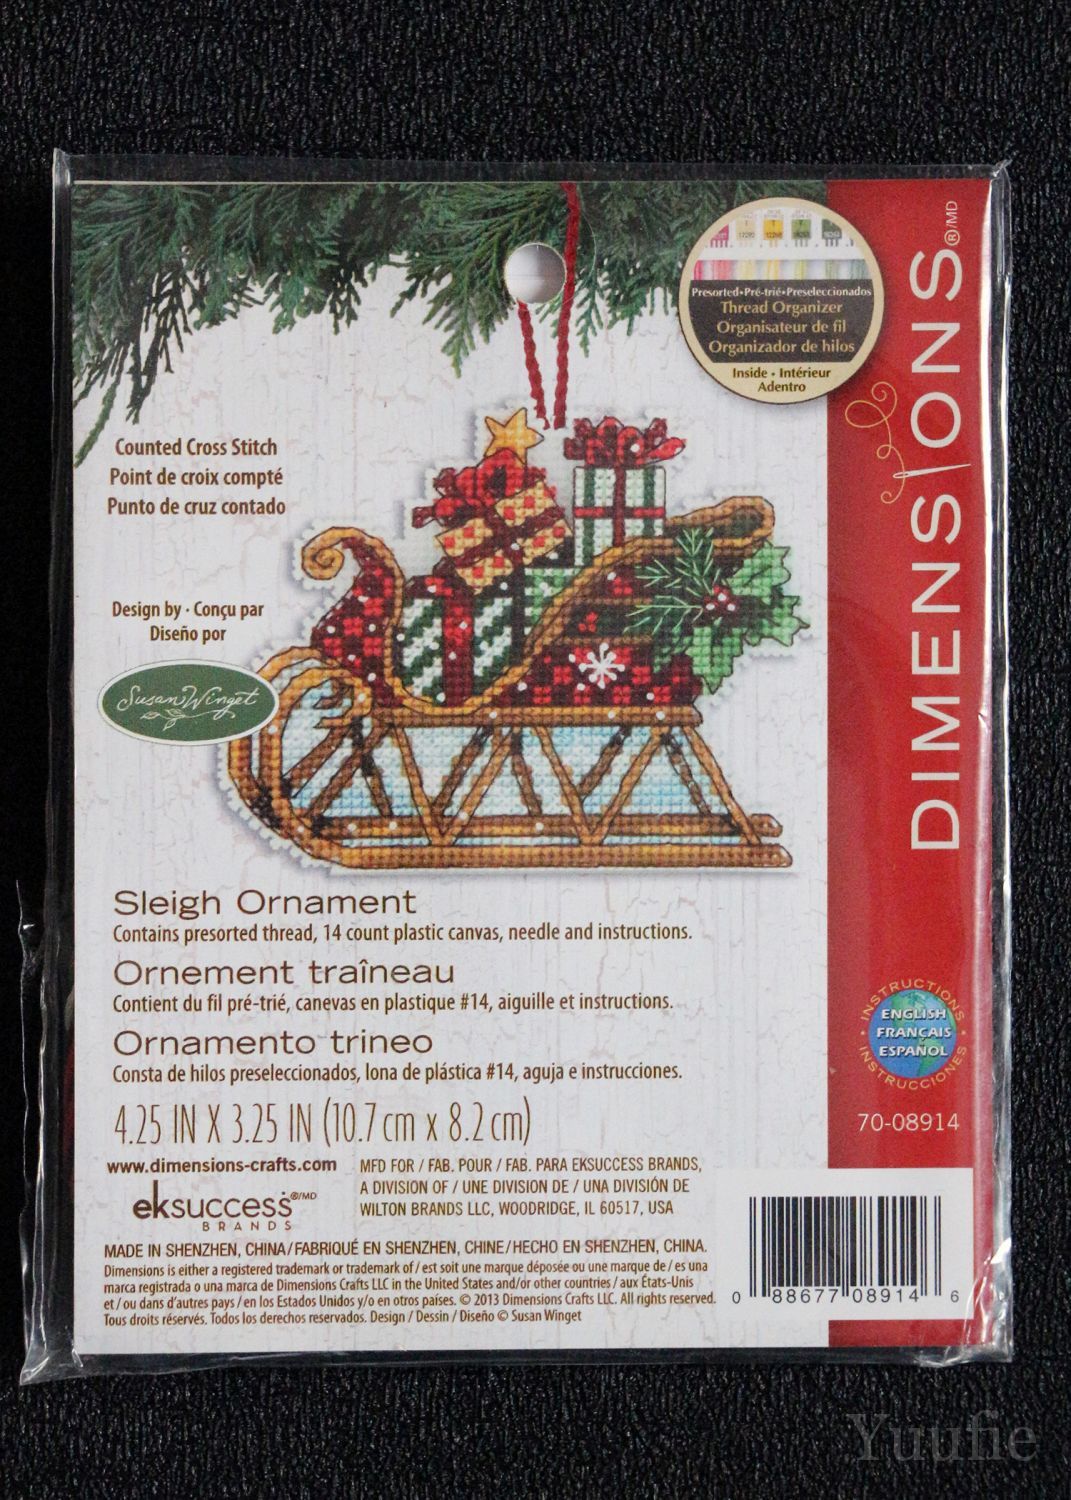 Presorted•Pré-trié•Preseleccionados
Thread Organizer
Organisateur de fil
Organizador de hilos
Inside • Intérieur
Adentro
DIMENSIONS®/MD
Counted Cross Stitch
Point de croix compté
Punto de cruz contado
Design by · Conçu par
Diseño por
Susan Winget
Sleigh Ornament
Contains presorted thread, 14 count plastic canvas, needle and instructions.
Ornement traîneau
Contient du fil pré-trié, canevas en plastique #14, aiguille et instructions.
Ornamento trineo
Consta de hilos preseleccionados, lona de plástica #14, aguja e instrucciones.
4.25 IN X 3.25 IN (10.7 cm x 8.2 cm)
INSTRUCTIONS
ENGLISH
FRANÇAIS
ESPAÑOL
INSTRUCCIONES
70-08914
www.dimensions-crafts.com
eksuccess®/MD
BRANDS
MFD FOR / FAB. POUR / FAB. PARA EKSUCCESS BRANDS,
A DIVISION OF / UNE DIVISION DE / UNA DIVISIÓN DE
WILTON BRANDS LLC, WOODRIDGE, IL 60517, USA
MADE IN SHENZHEN, CHINA/FABRIQUÉ EN SHENZHEN, CHINE/HECHO EN SHENZHEN, CHINA.
Dimensions is either a registered trademark or trademark of / est soit une marque déposée ou une marque de / es una
marca registrada o una marca de Dimensions Crafts LLC in the United States and/or other countries / aux États-Unis
et / ou dans d'autres pays / en los Estados Unidos y/o en otros países. © 2013 Dimensions Crafts LLC. All rights reserved.
Tous droits réservés. Todos los derechos reservados. Design / Dessin / Diseño © Susan Winget
0 88677 08914 6
Yuufie